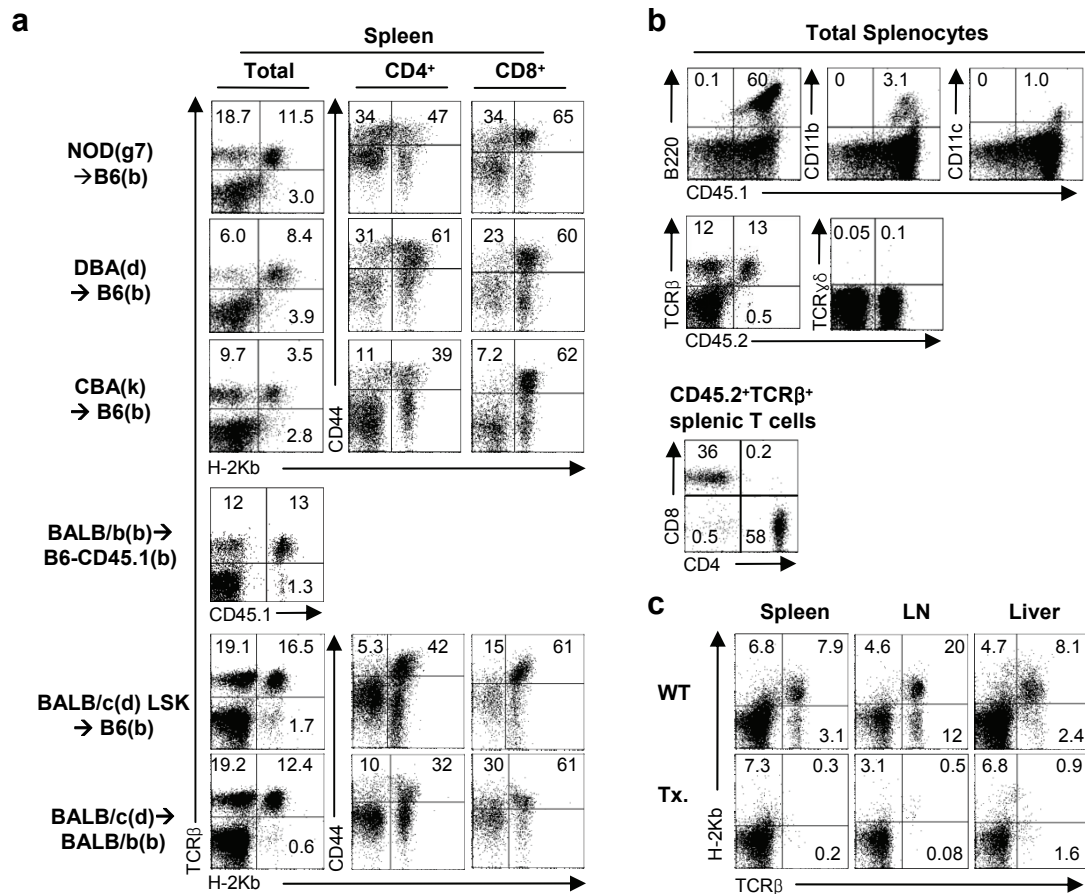 a
Spleen
Total CD4⁺ CD8⁺
NOD(g7)
→B6(b)
18.7 11.5
3.0
34 47
34 65
DBA(d)
→ B6(b)
6.0 8.4
3.9
31 61
23 60
CBA(k)
→ B6(b)
9.7 3.5
2.8
11 39
7.2 62
CD44
H-2Kb
BALB/b(b)→
B6-CD45.1(b)
12 13
1.3
CD45.1
BALB/c(d) LSK
→ B6(b)
19.1 16.5
1.7
5.3 42
15 61
BALB/c(d)→
BALB/b(b)
19.2 12.4
0.6
10 32
30 61
TCRβ
CD44
H-2Kb
b
Total Splenocytes
B220
0.1 60
CD11b
0 3.1
CD11c
0 1.0
CD45.1
TCRβ
12 13
0.5
TCRγδ
0.05 0.1
CD45.2
CD45.2⁺TCRβ⁺
splenic T cells
CD8
36 0.2
0.5 58
CD4
c
Spleen LN Liver
WT
6.8 7.9
3.1
4.6 20
12
4.7 8.1
2.4
Tx.
7.3 0.3
0.2
3.1 0.5
0.08
6.8 0.9
1.6
H-2Kb
TCRβ